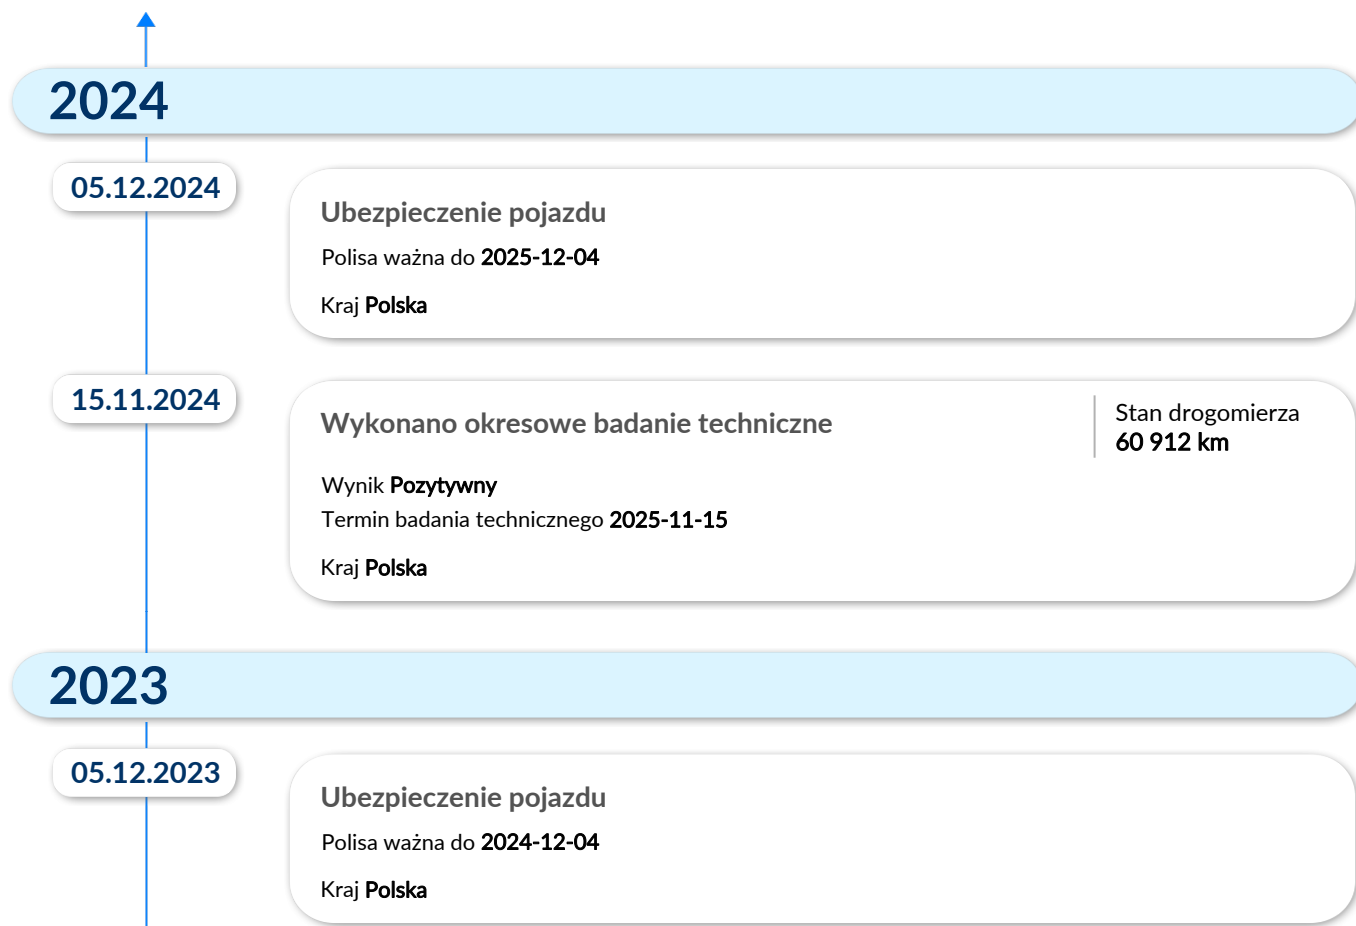 2024
05.12.2024
Ubezpieczenie pojazdu
Polisa ważna do 2025-12-04
Kraj Polska
15.11.2024
Wykonano okresowe badanie techniczne
Stan drogomierza
60 912 km
Wynik Pozytywny
Termin badania technicznego 2025-11-15
Kraj Polska
2023
05.12.2023
Ubezpieczenie pojazdu
Polisa ważna do 2024-12-04
Kraj Polska